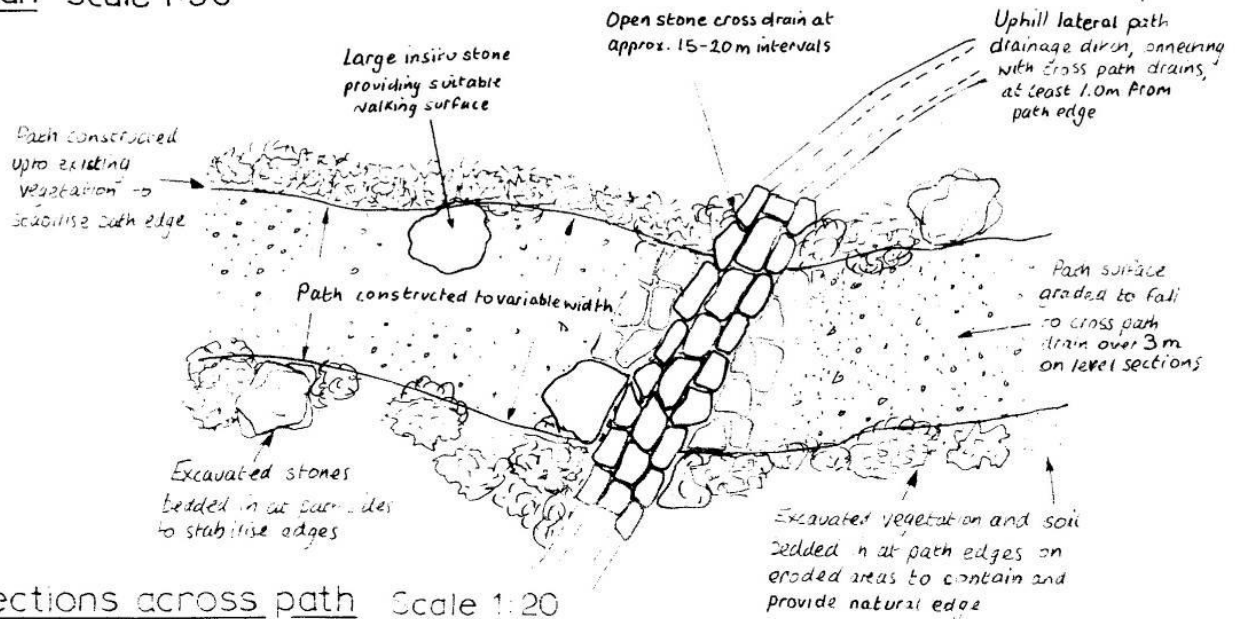 Scale 1:50
Open stone cross drain at
approx. 15-20m intervals
Uphill lateral path
drainage ditch, connecting
with cross path drains,
at least 1.0m from
path edge
Large insitu stone
providing suitable
walking surface
Path constructed
upto existing
vegetation to
stabilise path edge
Path constructed to variable width
Path surface
graded to fall
to cross path
drain over 3m
on level sections
Excavated stones
bedded in at path sides
to stabilise edges
Excavated vegetation and soil
bedded in at path edges on
eroded areas to contain and
provide natural edge
ections across path Scale 1:20